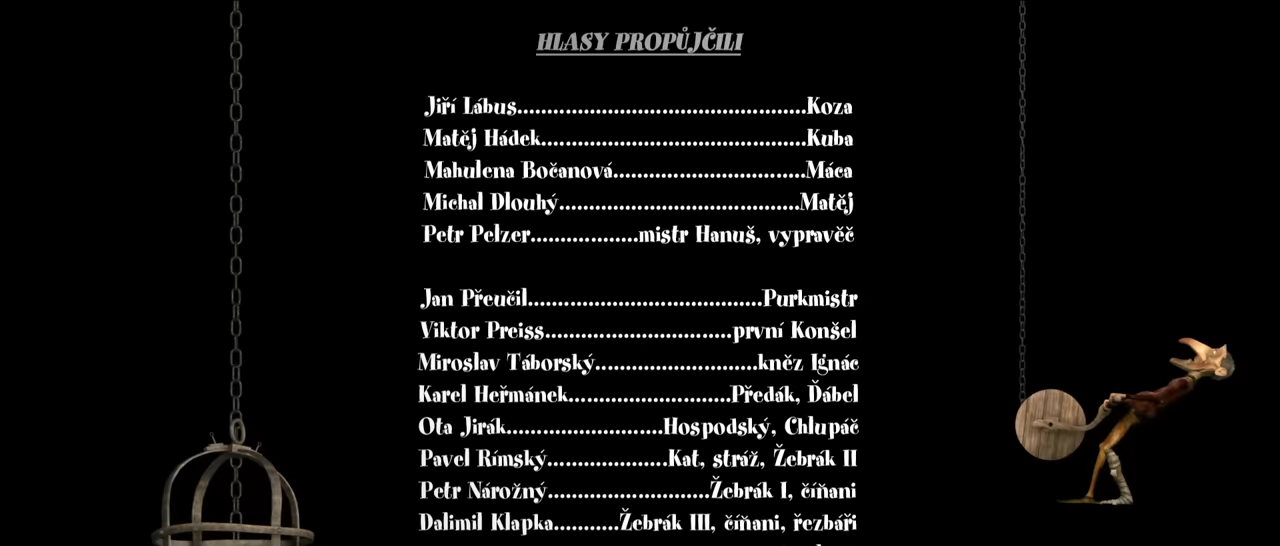 HLASY PROPŮJČILI
Jiří Lábus.............................................Koza
Matěj Hádek.........................................Kuba
Mahulena Bočanová..............................Máca
Michal Dlouhý.....................................Matěj
Petr Pelzer..................mistr Hanuš, vypravěč
Jan Přeučil.....................................Purkmistr
Viktor Preiss.............................první Konšel
Miroslav Táborský.........................kněz Ignác
Karel Heřmánek.........................Předák, Ďábel
Ota Jirák........................Hospodský, Chlupáč
Pavel Rímský...................Kat, stráž, Žebrák II
Petr Nárožný.........................Žebrák I, číňani
Dalimil Klapka..........Žebrák III, číňani, řezbáři